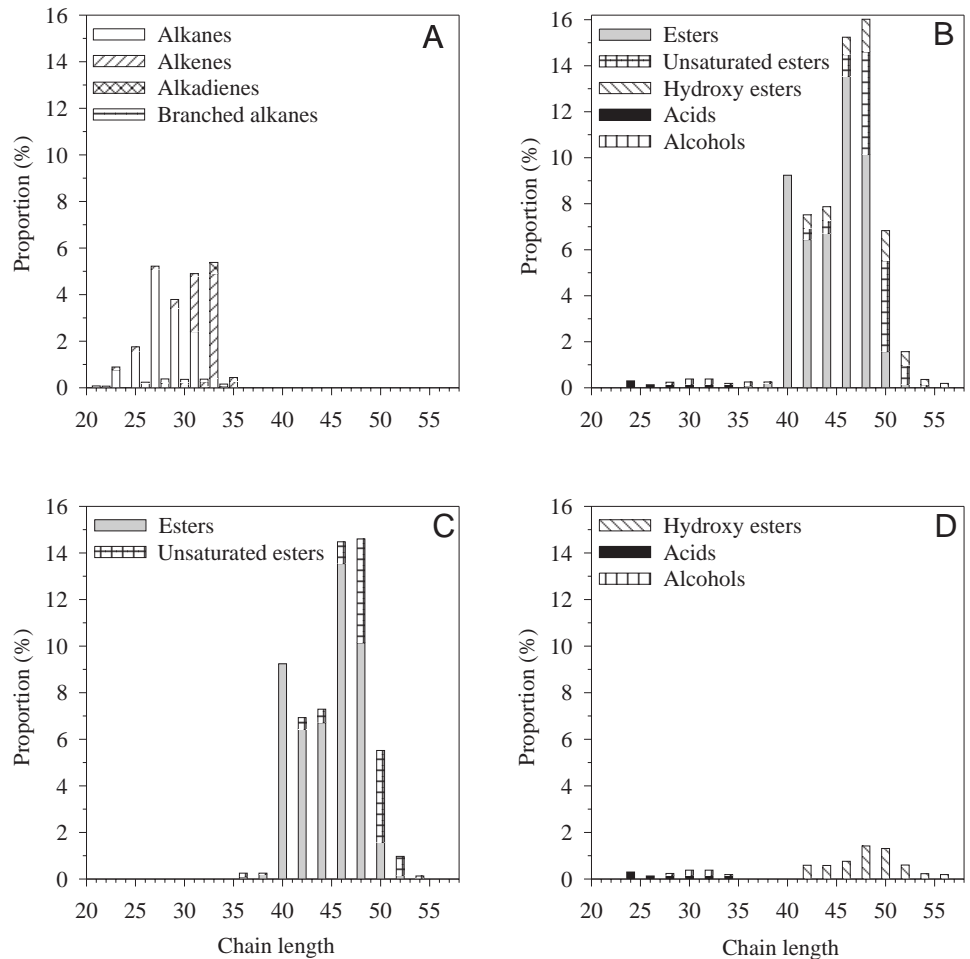 A
Alkanes
Alkenes
Alkadienes
Branched alkanes
Proportion (%)
16
14
12
10
8
6
4
2
0
20 25 30 35 40 45 50 55
B
Esters
Unsaturated esters
Hydroxy esters
Acids
Alcohols
Proportion (%)
16
14
12
10
8
6
4
2
0
20 25 30 35 40 45 50 55
C
Esters
Unsaturated esters
Proportion (%)
16
14
12
10
8
6
4
2
0
20 25 30 35 40 45 50 55
Chain length
D
Hydroxy esters
Acids
Alcohols
Proportion (%)
16
14
12
10
8
6
4
2
0
20 25 30 35 40 45 50 55
Chain length